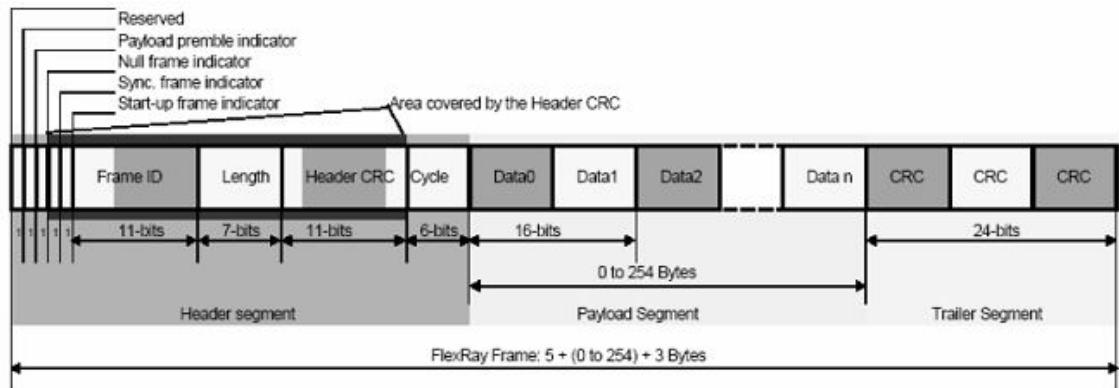 Reserved
Payload premble indicator
Null frame indicator
Sync. frame indicator
Start-up frame indicator
Area covered by the Header CRC
Frame ID Length Header CRC Cycle Data0 Data1 Data2 Data n CRC CRC CRC
1 1 1 1 1 11-bits 7-bits 11-bits 6-bits 16-bits 24-bits
0 to 254 Bytes
Header segment Payload Segment Trailer Segment
FlexRay Frame: 5 + (0 to 254) + 3 Bytes